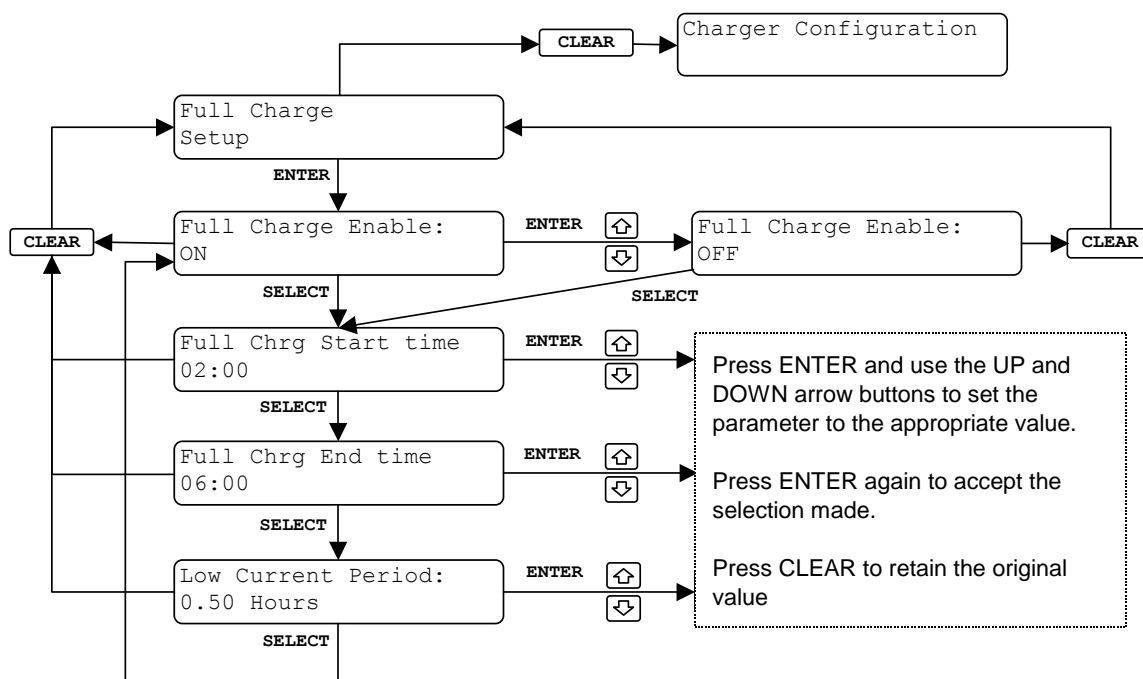 CLEAR
Charger Configuration
Full Charge
Setup
ENTER
CLEAR
Full Charge Enable:
ON
ENTER
Full Charge Enable:
OFF
CLEAR
SELECT
SELECT
Full Chrg Start time
02:00
ENTER
SELECT
Full Chrg End time
06:00
ENTER
SELECT
Low Current Period:
0.50 Hours
ENTER
SELECT
Press ENTER and use the UP and
DOWN arrow buttons to set the
parameter to the appropriate value.
Press ENTER again to accept the
selection made.
Press CLEAR to retain the original
value